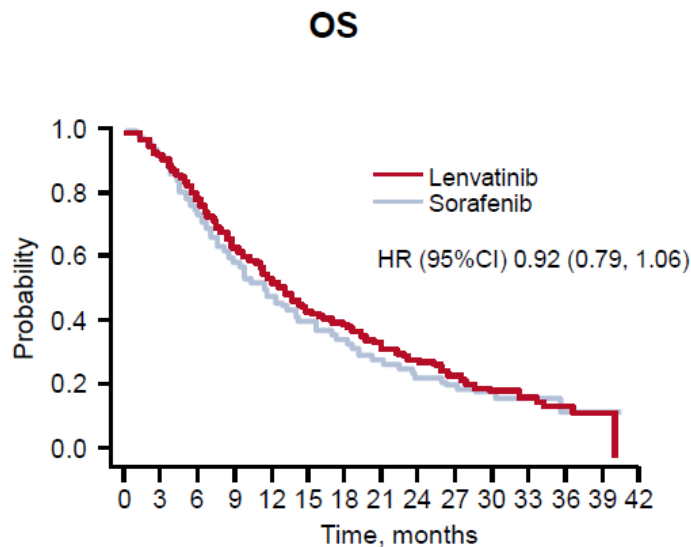 OS
1.0
0.8
0.6
0.4
0.2
0.0
Probability
Lenvatinib
Sorafenib
HR (95%CI) 0.92 (0.79, 1.06)
0 3 6 9 12 15 18 21 24 27 30 33 36 39 42
Time, months